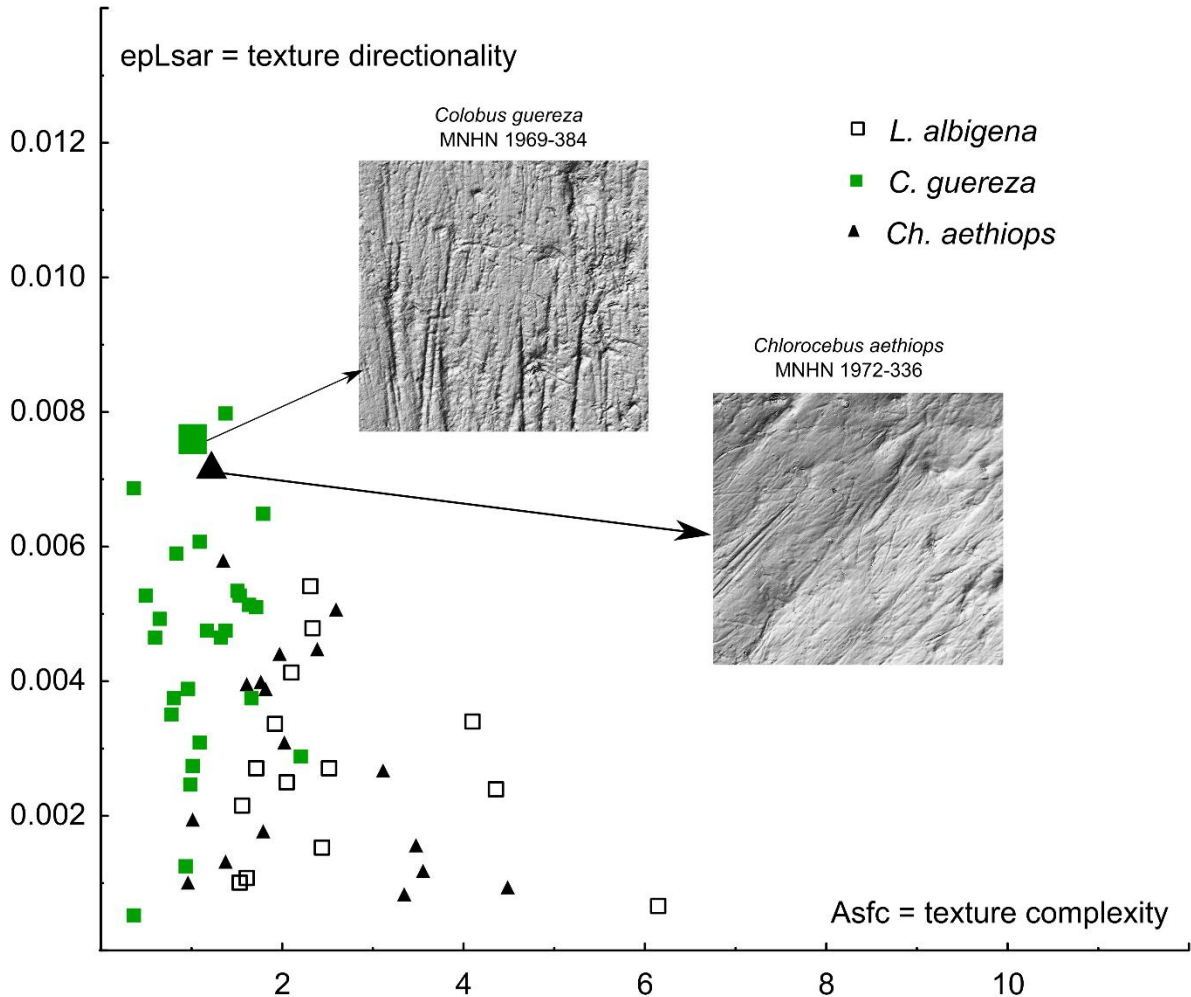 epLsar = texture directionality
Colobus guereza
MNHN 1969-384
L. albigena
C. guereza
Ch. aethiops
Chlorocebus aethiops
MNHN 1972-336
0.012
0.010
0.008
0.006
0.004
0.002
Asfc = texture complexity
2
4
6
8
10